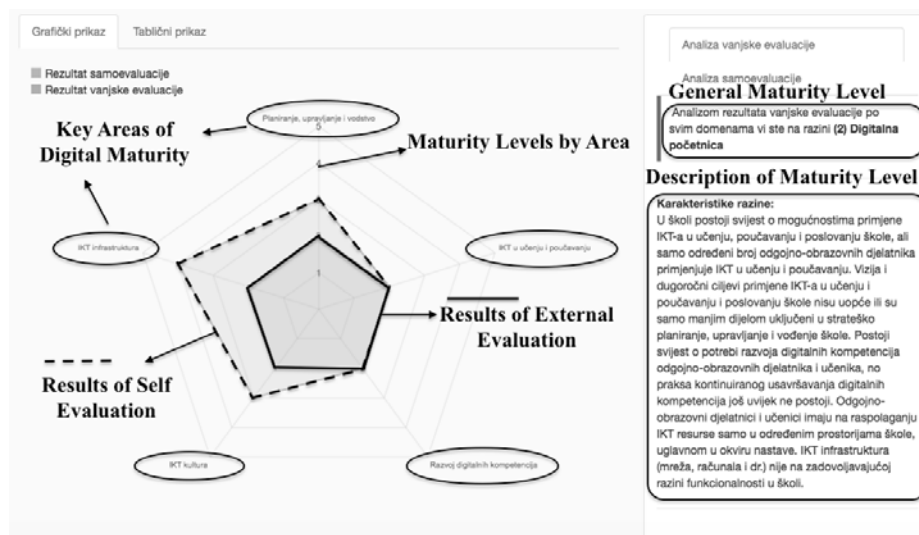 Grafički prikaz
Tablični prikaz
Rezultat samoevaluacije
Rezultat vanjske evaluacije
Planiranje, upravljanje i vodstvo
5
4
1
Key Areas of
Digital Maturity
Maturity Levels by Area
IKT infrastruktura
IKT u učenju i poučavanju
Results of External
Evaluation
Results of Self
Evaluation
IKT kultura
Razvoj digitalnih kompetencija
Analiza vanjske evaluacije
Analiza samoevaluacije
General Maturity Level
Analizom rezultata vanjske evaluacije po
svim domenama vi ste na razini (2) Digitalna
početnica
Description of Maturity Level
Karakteristike razine:
U školi postoji svijest o mogućnostima primjene
IKT-a u učenju, poučavanju i poslovanju škole, ali
samo određeni broj odgojno-obrazovnih djelatnika
primjenjuje IKT u učenju i poučavanju. Vizija i
dugoročni ciljevi primjene IKT-a u učenju i
poučavanju i poslovanju škole nisu uopće ili su
samo manjim dijelom uključeni u strateško
planiranje, upravljanje i vođenje škole. Postoji
svijest o potrebi razvoja digitalnih kompetencija
odgojno-obrazovnih djelatnika i učenika, no
praksa kontinuiranog usavršavanja digitalnih
kompetencija još uvijek ne postoji. Odgojno-
obrazovni djelatnici i učenici imaju na raspolaganju
IKT resurse samo u određenim prostorijama škole,
uglavnom u okviru nastave. IKT infrastruktura
(mreža, računala i dr.) nije na zadovoljavajućoj
razini funkcionalnosti u školi.